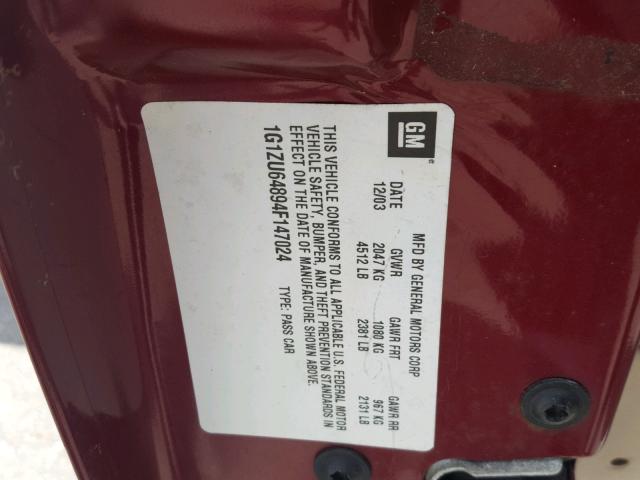 GM
MFD BY GENERAL MOTORS CORP
DATE GVWR GAWR FRT GAWR RR
12/03 2047 KG 1080 KG 967 KG
4512 LB 2381 LB 2131 LB
THIS VEHICLE CONFORMS TO ALL APPLICABLE U.S. FEDERAL MOTOR
VEHICLE SAFETY, BUMPER, AND THEFT PREVENTION STANDARDS IN
EFFECT ON THE DATE OF MANUFACTURE SHOWN ABOVE.
1G1ZU64894F147024 TYPE: PASS CAR